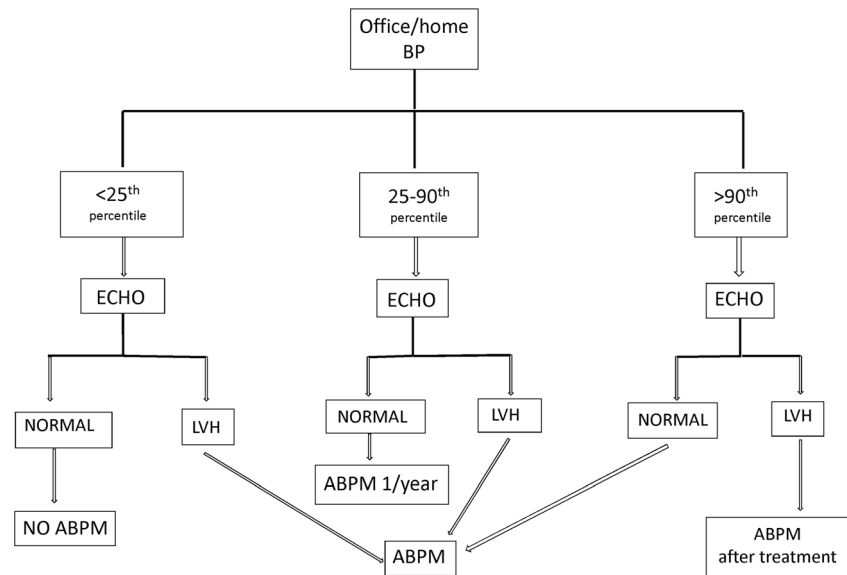 Office/home
BP
<25th
percentile
25-90th
percentile
>90th
percentile
ECHO
ECHO
ECHO
NORMAL
LVH
NORMAL
LVH
NORMAL
LVH
ABPM 1/year
NO ABPM
ABPM
ABPM
after treatment